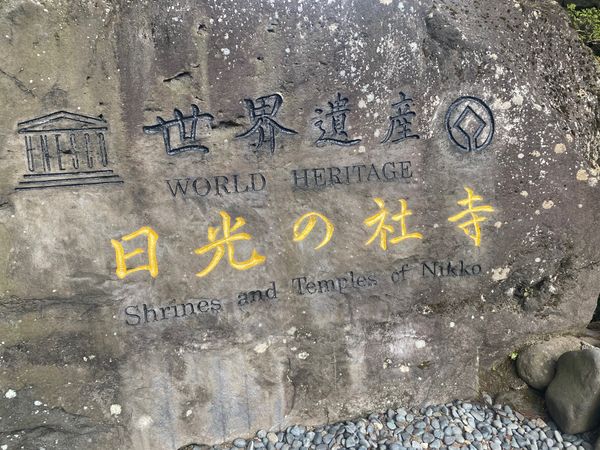 UNESCO
世界遺産
WORLD HERITAGE
日光の社寺
Shrines and Temples of Nikko